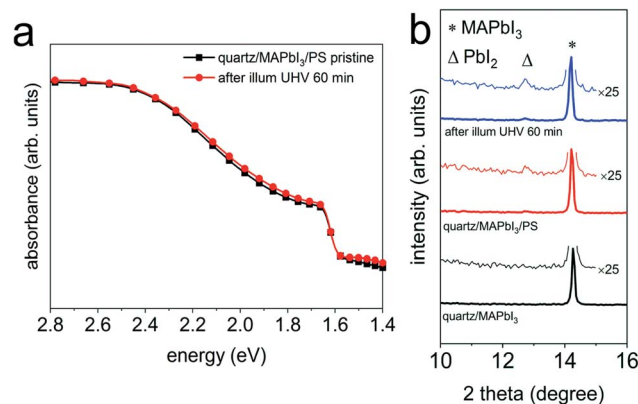 a
quartz/MAPbI₃/PS pristine
after illum UHV 60 min
absorbance (arb. units)
2.8 2.6 2.4 2.2 2.0 1.8 1.6 1.4
energy (eV)
b
* MAPbI₃
Δ PbI₂ Δ *
×25
after illum UHV 60 min
×25
quartz/MAPbI₃/PS
×25
quartz/MAPbI₃
intensity (arb. units)
10 12 14 16
2 theta (degree)